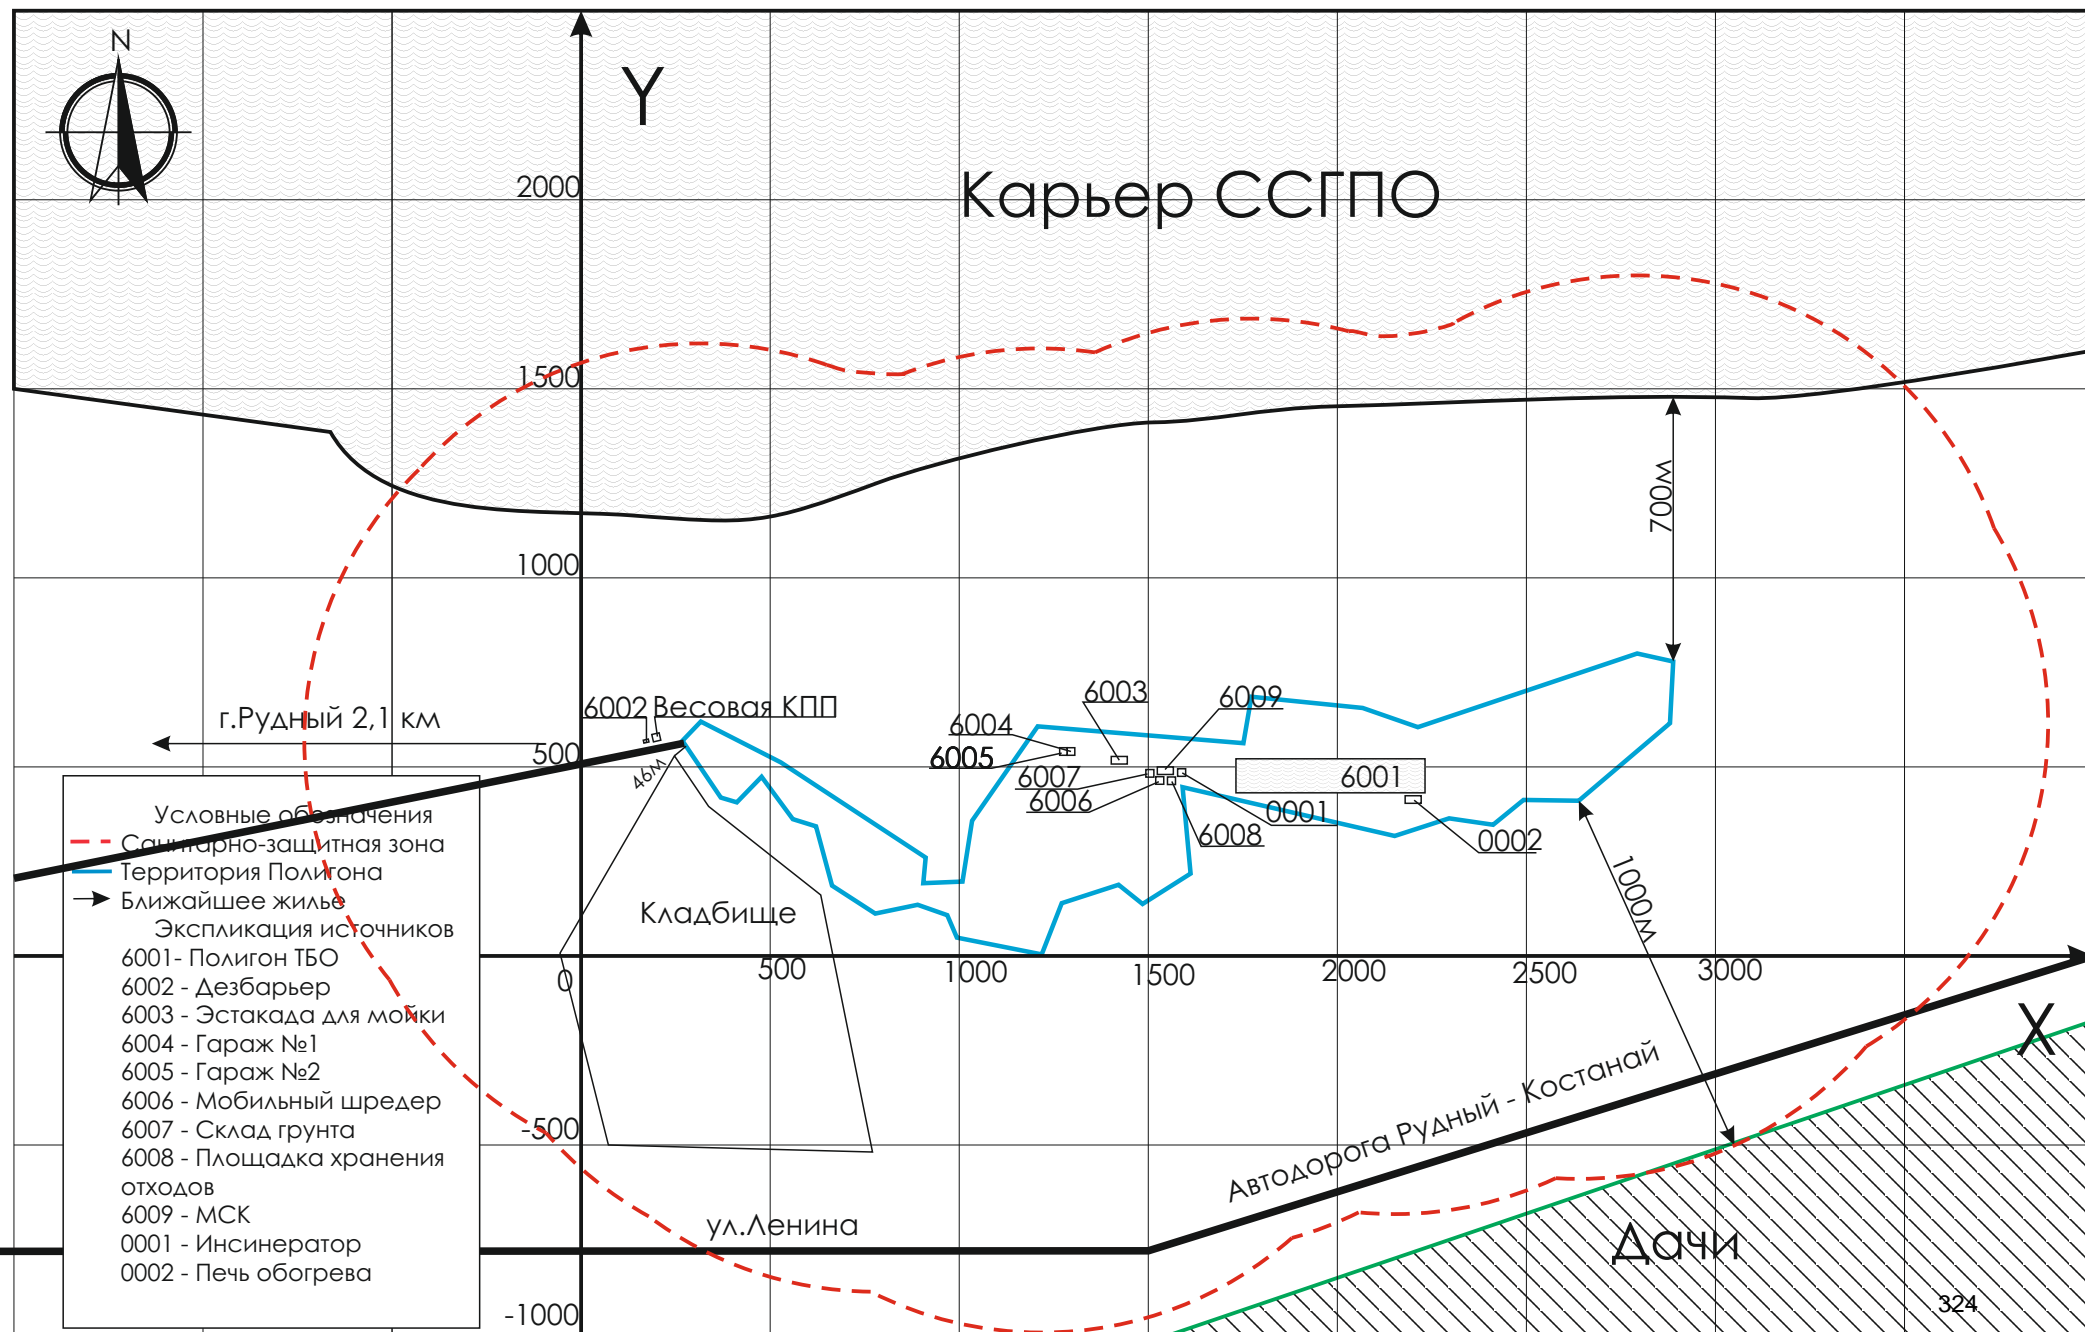 N
Y
2000
Карьер ССГПО
1500
700м
1000
6003
6009
6002
Весовая КПП
г.Рудный 2,1 км
6004
500
6005
46м
6007
6001
6006
0001
6008
0002
Условные обозначения
Санитарно-защитная зона
Территория Полигона
Ближайшее жилье
Экспликация источников
6001- Полигон ТБО
6002 - Дезбарьер
6003 - Эстакада для мойки
6004 - Гараж №1
6005 - Гараж №2
6006 - Мобильный шредер
6007 - Склад грунта
6008 - Площадка хранения
отходов
6009 - МСК
0001 - Инсинератор
0002 - Печь обогрева
Кладбище
1000м
0
500
1000
1500
2000
2500
3000
X
Автодорога Рудный - Костанай
-500
ул.Ленина
Дачи
-1000
324